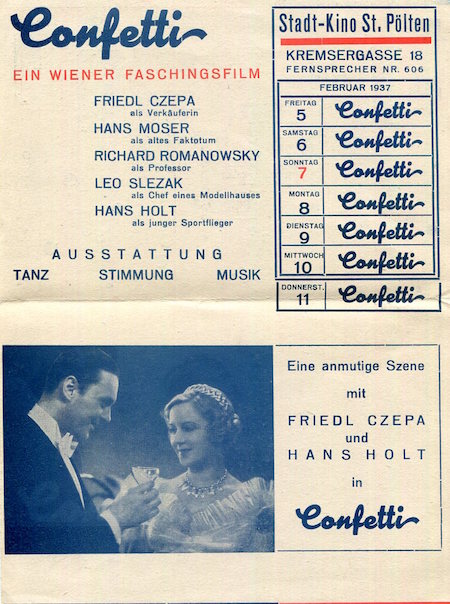 Confetti
EIN WIENER FASCHINGSFILM
FRIEDL CZEPA
als Verkäuferin
HANS MOSER
als altes Faktotum
RICHARD ROMANOWSKY
als Professor
LEO SLEZAK
als Chef eines Modellhauses
HANS HOLT
als junger Sportflieger
AUSSTATTUNG
TANZ STIMMUNG MUSIK
Stadt-Kino St. Pölten
KREMSERGASSE 18
FERNSPRECHER NR. 606
FEBRUAR 1937
FREITAG
5 Confetti
SAMSTAG
6 Confetti
SONNTAG
7 Confetti
MONTAG
8 Confetti
DIENSTAG
9 Confetti
MITTWOCH
10 Confetti
DONNERST.
11 Confetti
Eine anmutige Szene
mit
FRIEDL CZEPA
und
HANS HOLT
in
Confetti